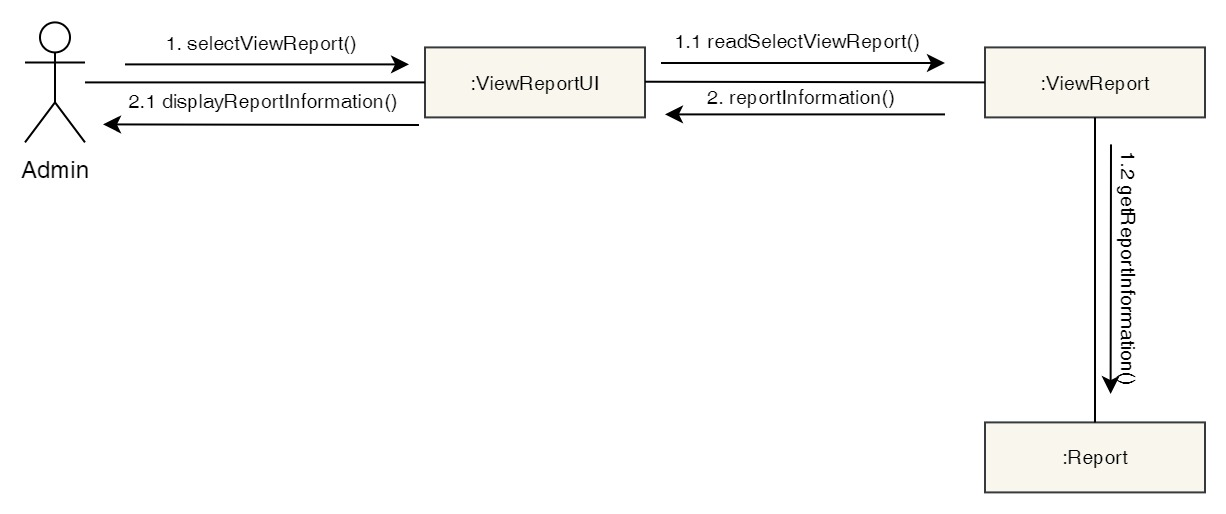 1. selectViewReport()
1.1 readSelectViewReport()
:ViewReportUI
:ViewReport
2.1 displayReportInformation()
2. reportInformation()
Admin
1.2 getReportInformation()
:Report